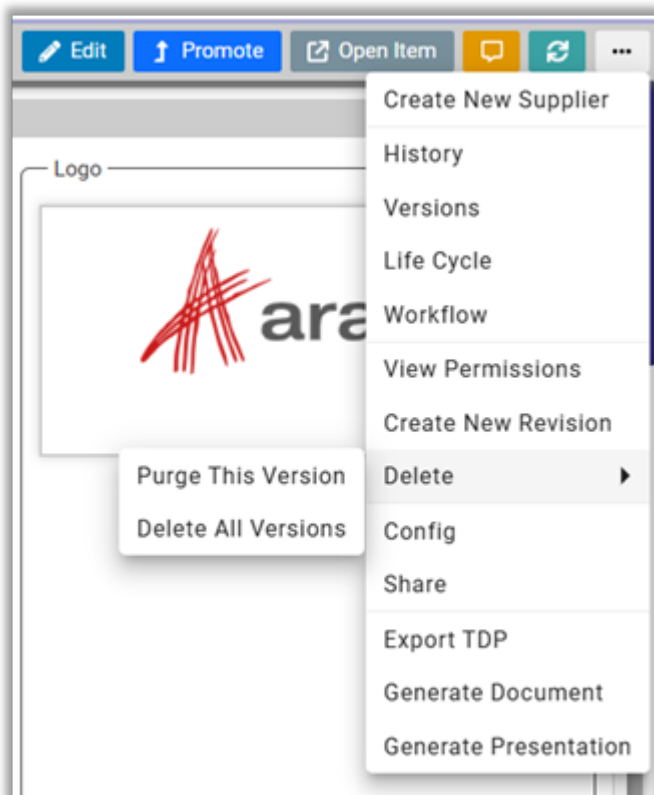 Edit Promote Open Item
Create New Supplier
History
Logo
Versions
Life Cycle
ara
Workflow
View Permissions
Create New Revision
Purge This Version
Delete
Delete All Versions
Config
Share
Export TDP
Generate Document
Generate Presentation